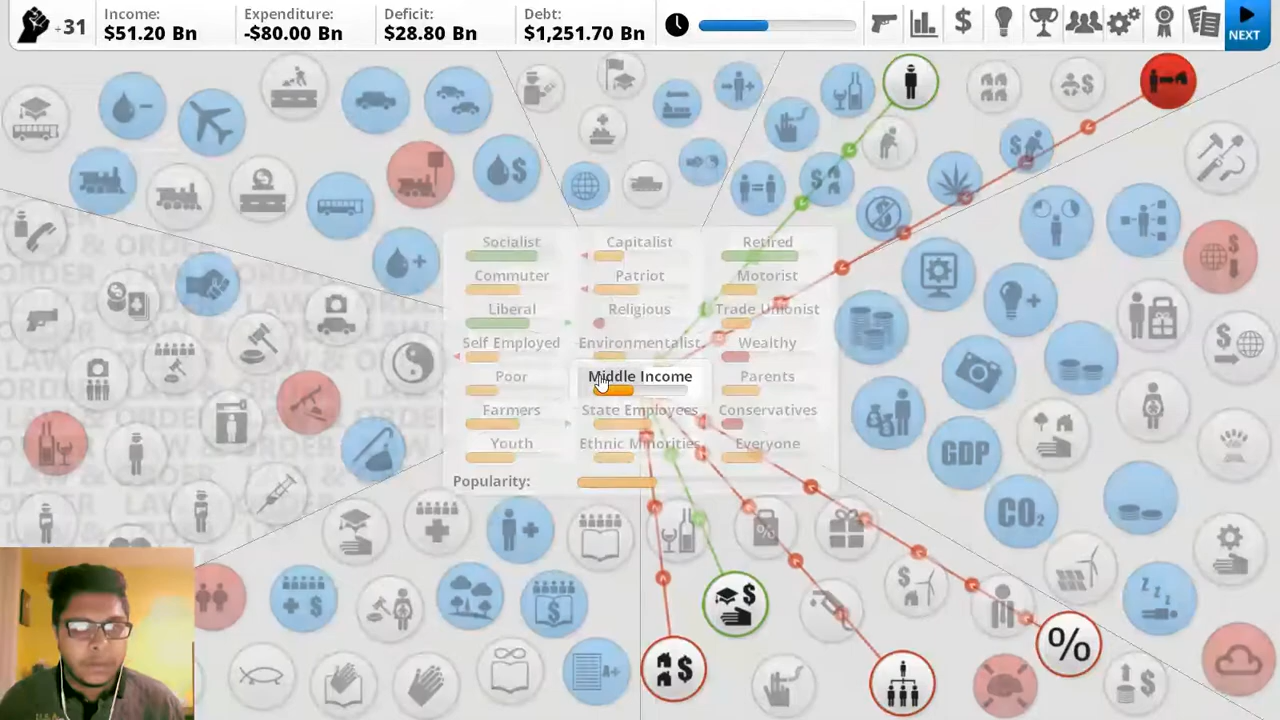 +31
Income:
$51.20 Bn
Expenditure:
-$80.00 Bn
Deficit:
$28.80 Bn
Debt:
$1,251.70 Bn
NEXT
Socialist
Capitalist
Retired
Commuter
Patriot
Motorist
Liberal
Religious
Trade Unionist
Self Employed
Environmentalist
Wealthy
Poor
Middle Income
Parents
Farmers
State Employees
Conservatives
Youth
Ethnic Minorities
Everyone
Popularity:
GDP
CO2
A+
Z Z Z
%